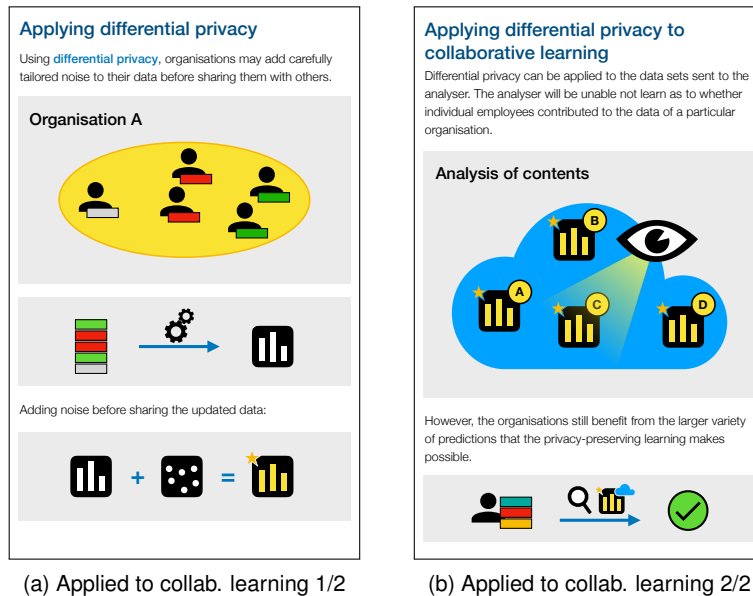 Applying differential privacy
Using differential privacy, organisations may add carefully
tailored noise to their data before sharing them with others.
Organisation A
Adding noise before sharing the updated data:
+
=
(a) Applied to collab. learning 1/2
Applying differential privacy to
collaborative learning
Differential privacy can be applied to the data sets sent to the
analyser. The analyser will be unable not learn as to whether
individual employees contributed to the data of a particular
organisation.
Analysis of contents
B
A
C
D
However, the organisations still benefit from the larger variety
of predictions that the privacy-preserving learning makes
possible.
(b) Applied to collab. learning 2/2